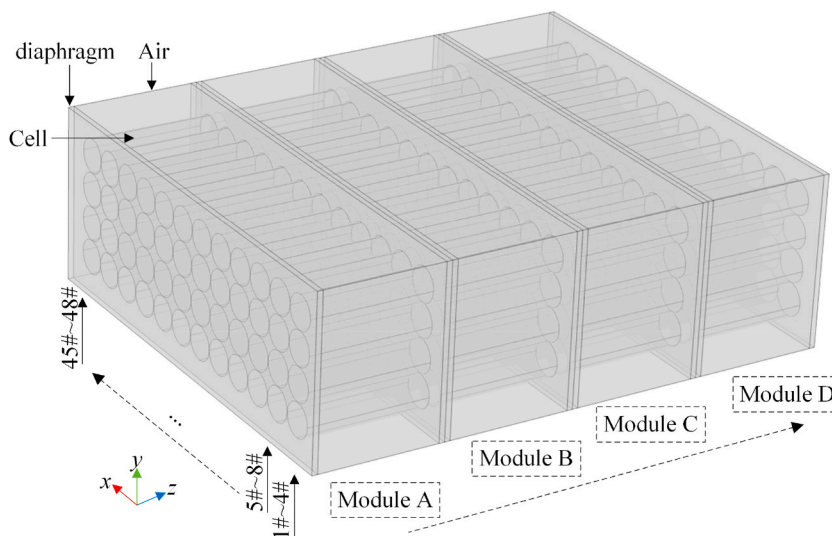 diaphragm
Air
Cell
45#~48#
...
5#~8#
1#~4#
Module A
Module B
Module C
Module D
y
x
z